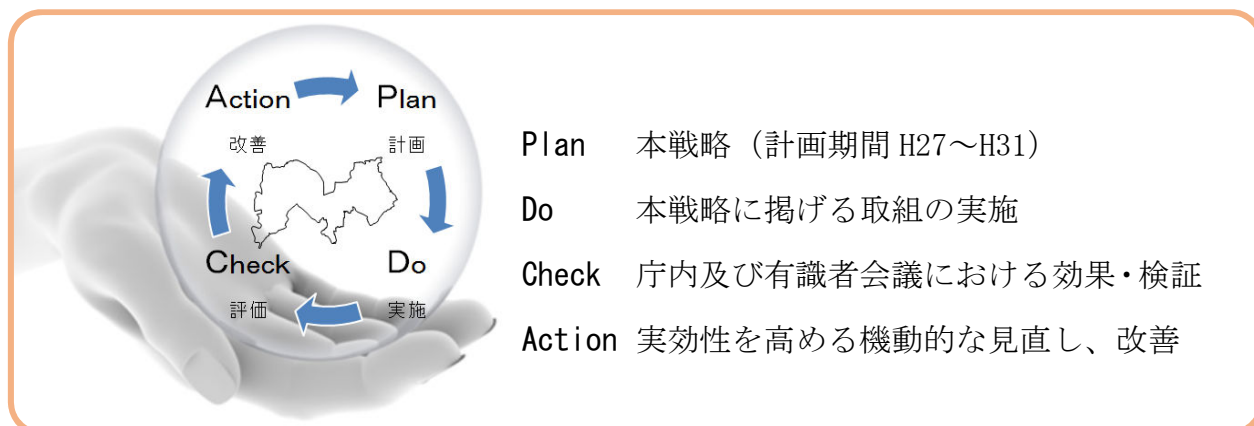 Action
Plan
改善
計画
Check
Do
評価
実施
Plan 本戦略（計画期間 H27～H31）
Do 本戦略に掲げる取組の実施
Check 庁内及び有識者会議における効果・検証
Action 実効性を高める機動的な見直し、改善